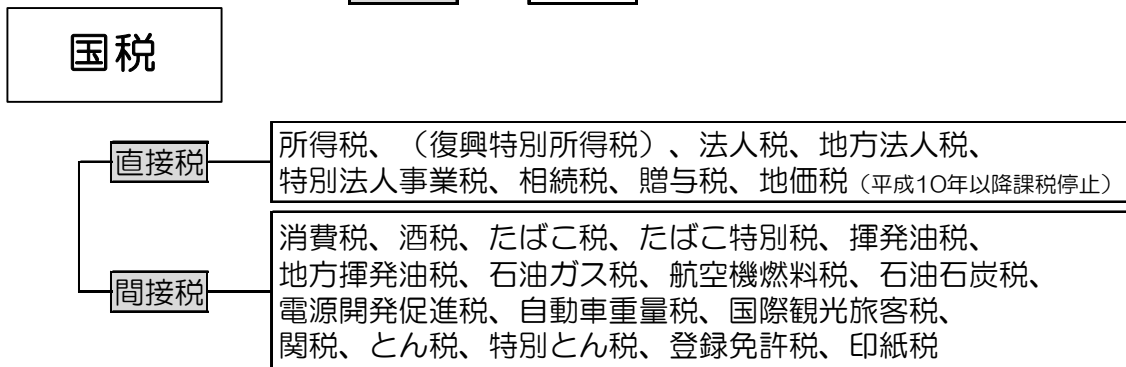 国税
直接税
所得税、（復興特別所得税）、法人税、地方法人税、
特別法人事業税、相続税、贈与税、地価税（平成10年以降課税停止）
間接税
消費税、酒税、たばこ税、たばこ特別税、揮発油税、
地方揮発油税、石油ガス税、航空機燃料税、石油石炭税、
電源開発促進税、自動車重量税、国際観光旅客税、
関税、とん税、特別とん税、登録免許税、印紙税